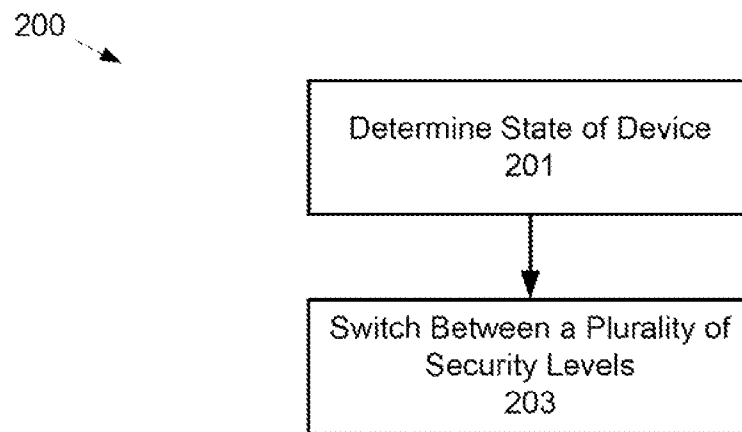 200
Determine State of Device
201
Switch Between a Plurality of
Security Levels
203